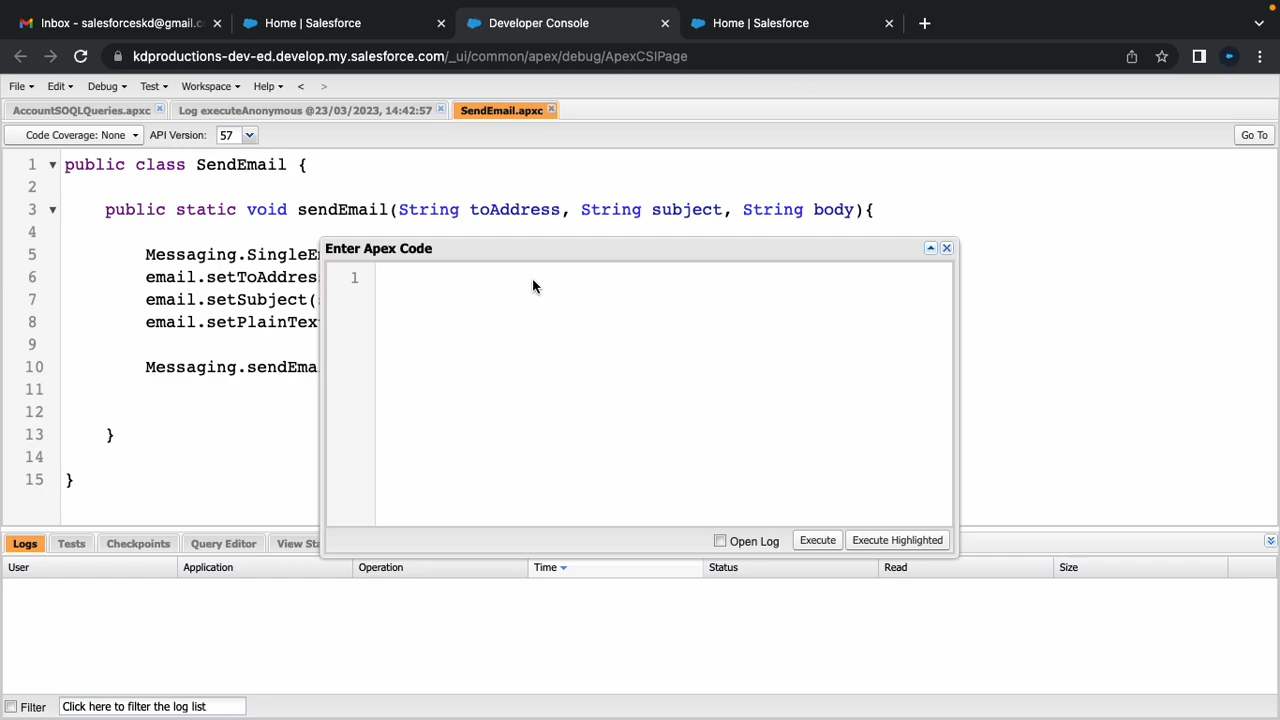 Inbox - salesforceskd@gmail.c
Home | Salesforce
Developer Console
Home | Salesforce
kdproductions-dev-ed.develop.my.salesforce.com/_ui/common/apex/debug/ApexCSIPage
File Edit Debug Test Workspace Help < >
AccountSOQLQueries.apxc
Log executeAnonymous @23/03/2023, 14:42:57
SendEmail.apxc
Code Coverage: None API Version: 57 Go To
1 public class SendEmail {
2
3 public static void sendEmail(String toAddress, String subject, String body){
4
5 Messaging.SingleEm
6 email.setToAddres
7 email.setSubject(
8 email.setPlainTex
9
10 Messaging.sendEma
11
12
13 }
14
15 }
Enter Apex Code
1
Open Log Execute Execute Highlighted
Logs Tests Checkpoints Query Editor View Sta
User Application Operation Time Status Read Size
Filter Click here to filter the log list